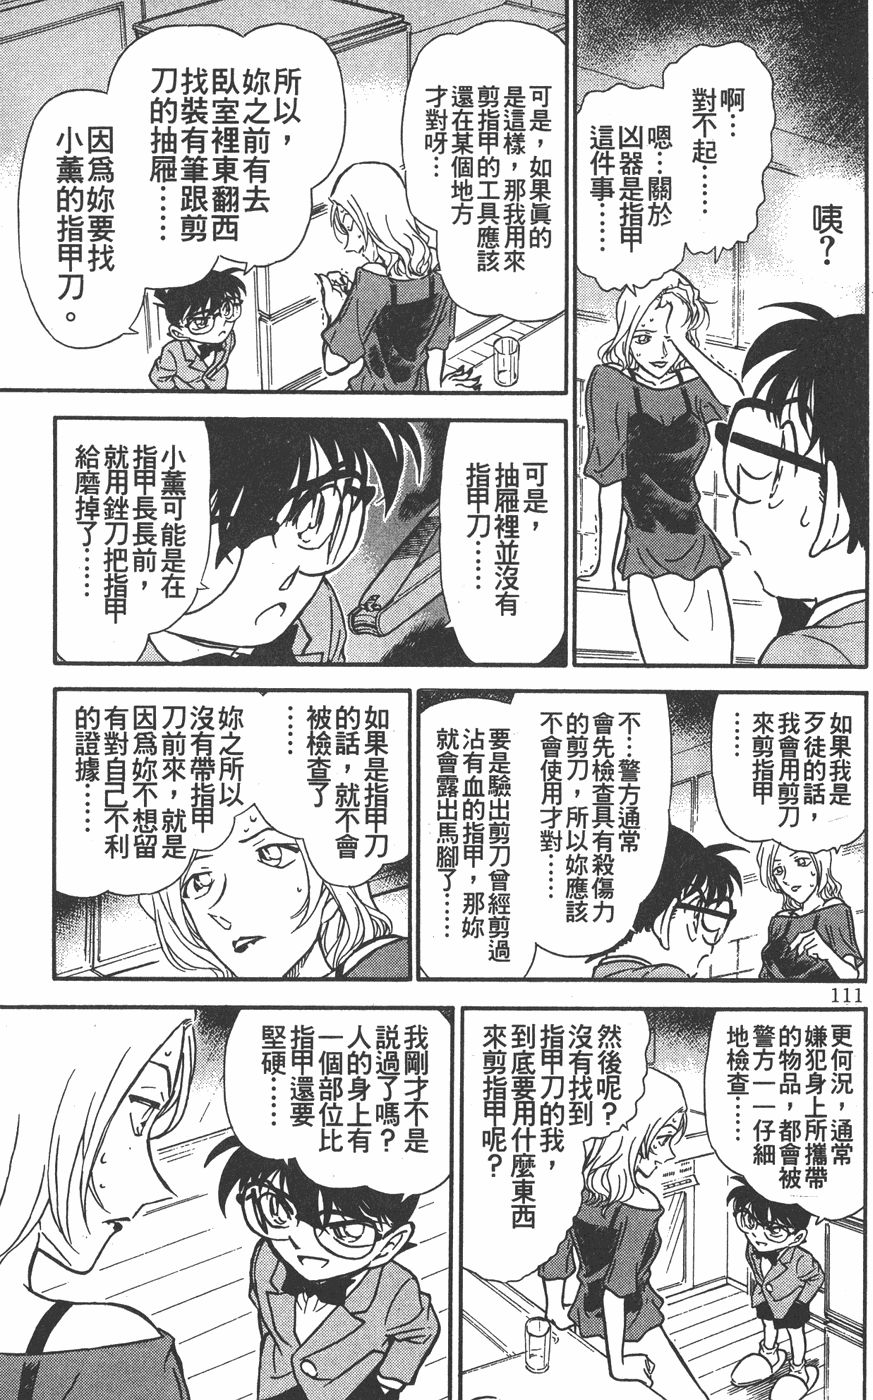 咦？
啊…
對不起……
嗯…關於
凶器是指甲
這件事……
可是，如果真的
是這樣，那我用來
剪指甲的工具應該
還在某個地方
才對呀…
所以，
妳之前有去
臥室裡東翻西
找裝有筆跟剪
刀的抽屜……
因為妳要找
小薰的指甲刀。
可是，
抽屜裡並沒有
指甲刀……
小薰可能是在
指甲長長前，
就用銼刀把指甲
給磨掉了……
如果我是
歹徒的話，
我會用剪刀
來剪指甲
……
不…警方通常
會先檢查具有殺傷力
的剪刀，所以妳應該
不會使用才對……
要是驗出剪刀曾經剪過
沾有血的指甲，那妳
就會露出馬腳了……
如果是指甲刀
的話，就不會
被檢查了
……
妳之所以
沒有帶指甲
刀前來，就是
因為妳不想留
有對自己不利
的證據……
111
更何況，通常
嫌犯身上所攜帶
的物品，都會被
警方一一仔細
地檢查…
然後呢？
沒有找到
指甲刀的我，
到底要用什麼東西
來剪指甲呢？
我剛才不是
說過了嗎？
人的身上有
一個部位比
指甲還要
堅硬……